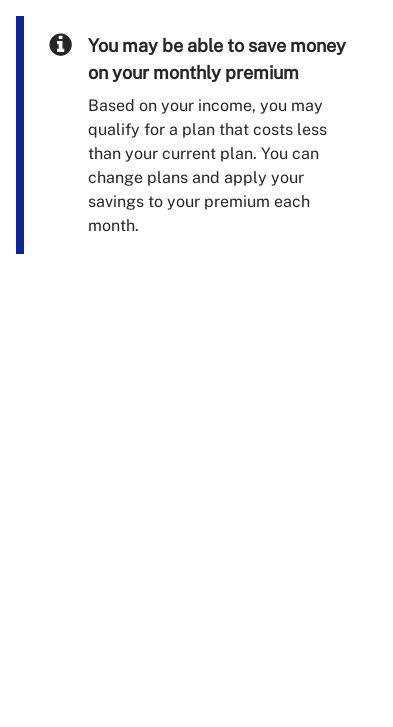 You may be able to save money
on your monthly premium
Based on your income, you may
qualify for a plan that costs less
than your current plan. You can
change plans and apply your
savings to your premium each
month.